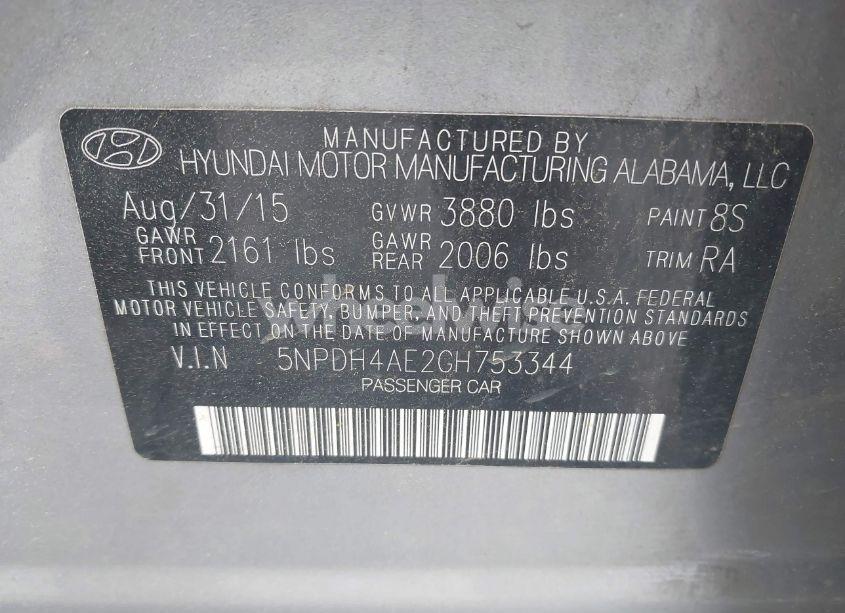 MANUFACTURED BY
HYUNDAI MOTOR MANUFACTURING ALABAMA, LLC
Aug/31/15 GVWR 3880 lbs PAINT 8S
GAWR FRONT 2161 lbs GAWR REAR 2006 lbs TRIM RA
THIS VEHICLE CONFORMS TO ALL APPLICABLE U.S.A. FEDERAL
MOTOR VEHICLE SAFETY, BUMPER, AND THEFT PREVENTION STANDARDS
IN EFFECT ON THE DATE OF MANUFACTURE SHOWN ABOVE
V.I.N 5NPDH4AE2GH753344
PASSENGER CAR
wheelwise